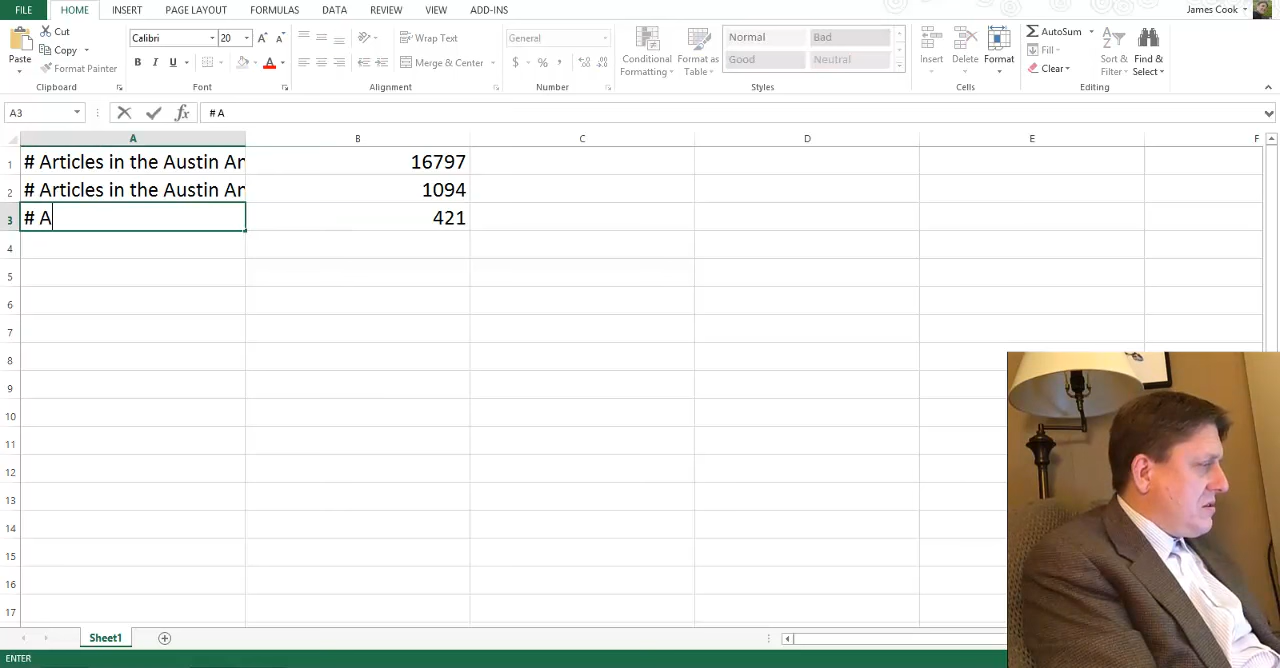 FILE HOME INSERT PAGE LAYOUT FORMULAS DATA REVIEW VIEW ADD-INS James Cook
Paste
Cut
Copy
Format Painter
Clipboard
Calibri 20
B I U
Font
Wrap Text
Merge & Center
Alignment
General
$ % ,
Number
Conditional
Formatting
Format as
Table
Normal Bad
Good Neutral
Styles
Insert Delete Format
Cells
AutoSum
Fill
Clear
Sort &
Filter
Find &
Select
Editing
A3 fx # A
A B C D E F
1 # Articles in the Austin An 16797
2 # Articles in the Austin An 1094
3 # A 421
4
5
6
7
8
9
10
11
12
13
14
15
16
17
Sheet1
ENTER